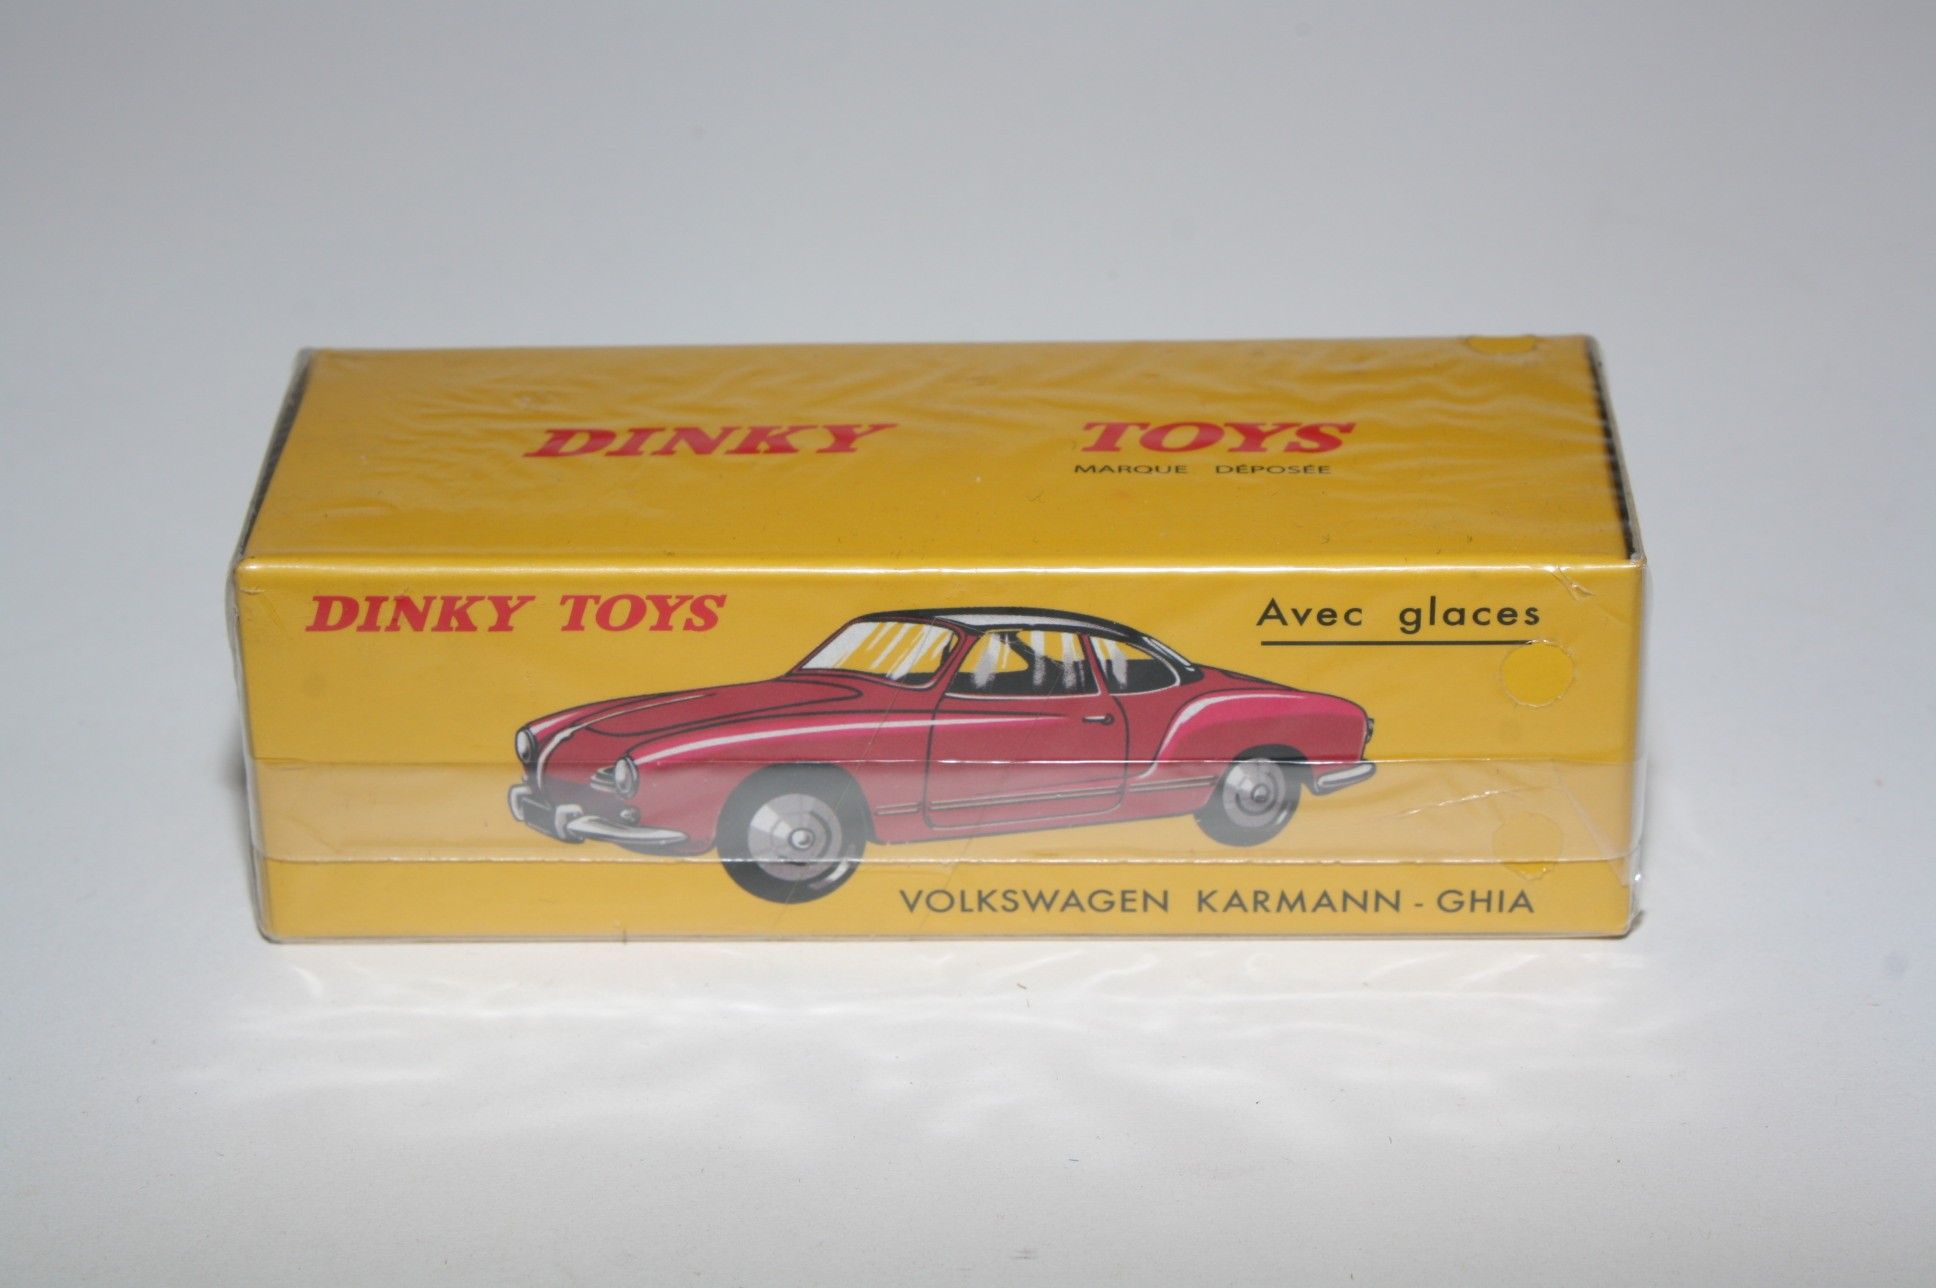 DINKY TOYS
MARQUE DÉPOSÉE
DINKY TOYS
Avec glaces
VOLKSWAGEN KARMANN - GHIA